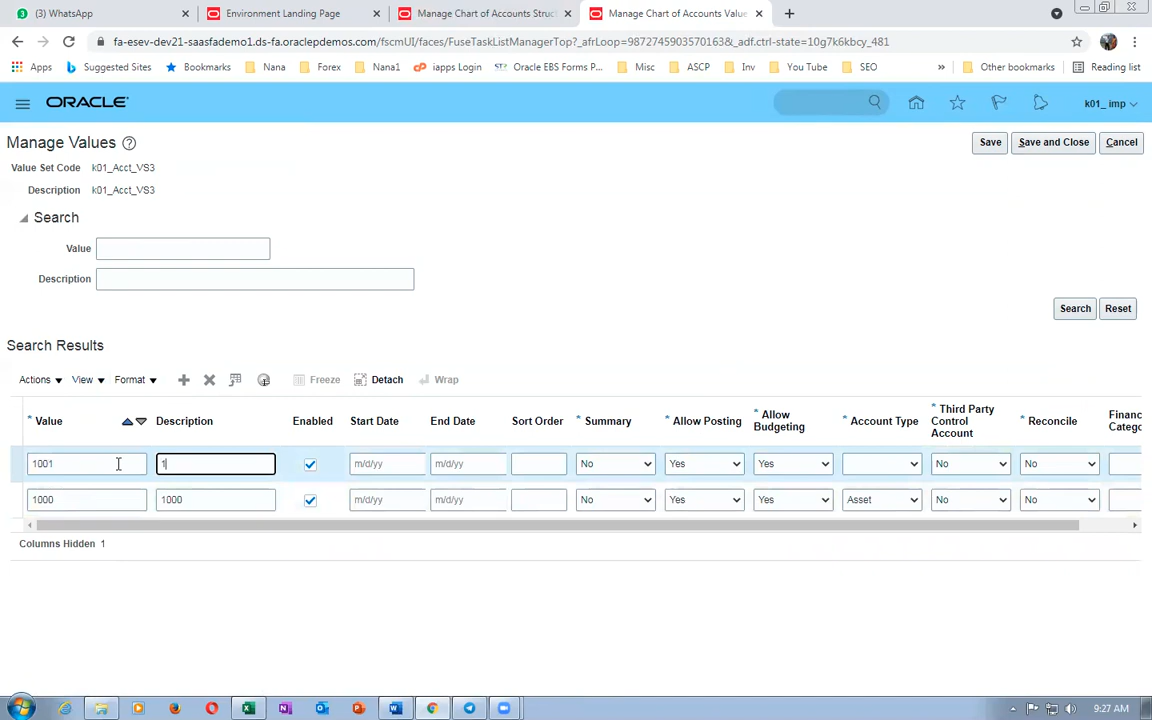 (3) WhatsApp
Environment Landing Page
Manage Chart of Accounts Struc
Manage Chart of Accounts Value
fa-esev-dev21-saasfademo1.ds-fa.oraclepdemos.com/fscmUI/faces/FuseTaskListManagerTop?_afrLoop=9872745903570163&_adf.ctrl-state=10g7k6kbcy_481
Apps
Suggested Sites
Bookmarks
Nana
Forex
Nana1
iapps Login
Oracle EBS Forms P...
Misc
ASCP
Inv
You Tube
SEO
»
Other bookmarks
Reading list
ORACLE
k01_ imp
Manage Values
Save
Save and Close
Cancel
Value Set Code k01_Acct_VS3
Description k01_Acct_VS3
Search
Value
Description
Search
Reset
Search Results
Actions View Format Freeze Detach Wrap
* Value Description Enabled Start Date End Date Sort Order * Summary * Allow Posting * Allow Budgeting * Account Type * Third Party Control Account * Reconcile Financ Catego
1001 1 m/d/yy m/d/yy No Yes Yes No No
1000 1000 m/d/yy m/d/yy No Yes Yes Asset No No
Columns Hidden 1
9:27 AM